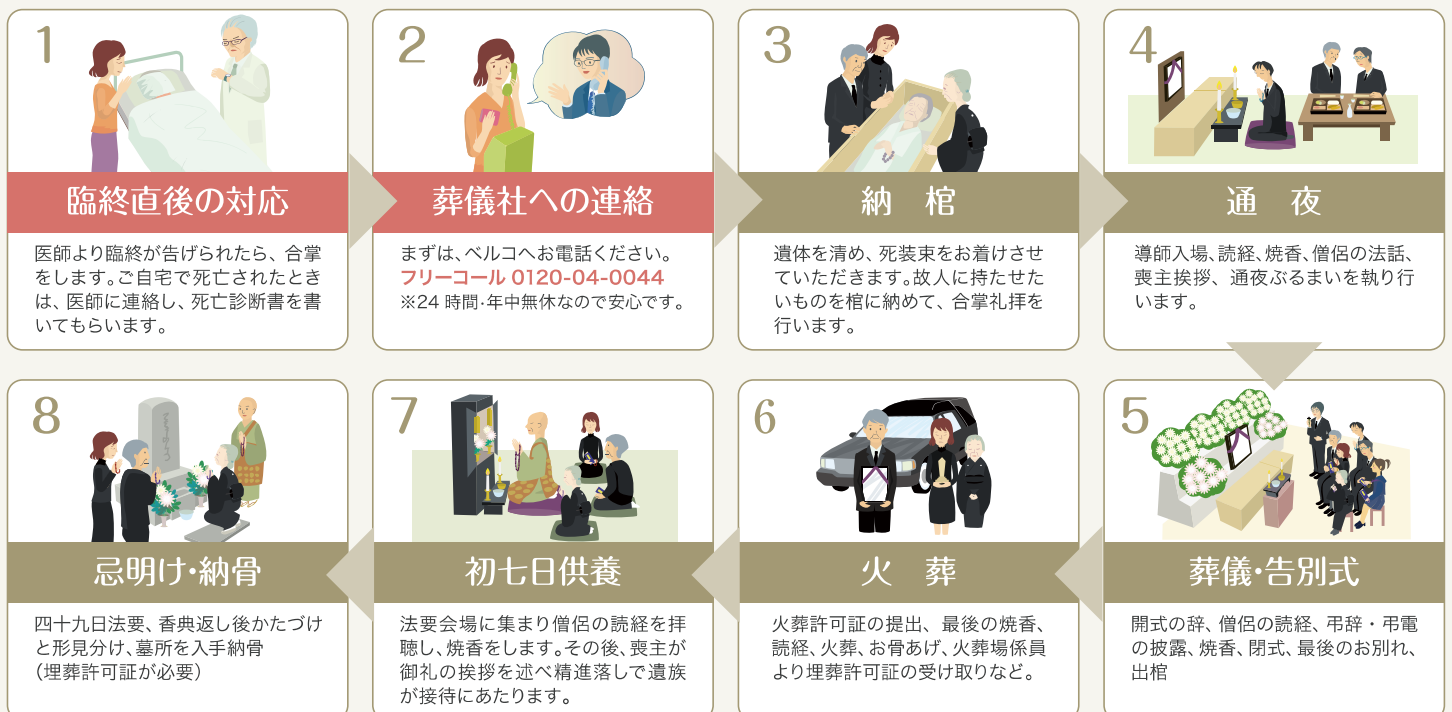 1
臨終直後の対応
医師より臨終が告げられたら、合掌
をします。ご自宅で死亡されたとき
は、医師に連絡し、死亡診断書を書
いてもらいます。
2
葬儀社への連絡
まずは、ベルコへお電話ください。
フリーコール 0120-04-0044
※24 時間・年中無休なので安心です。
3
納 棺
遺体を清め、死装束をお着けさせ
ていただきます。故人に持たせた
いものを棺に納めて、合掌礼拝を
行います。
4
通 夜
導師入場、読経、焼香、僧侶の法話、
喪主挨拶、通夜ぶるまいを執り行
います。
5
葬儀・告別式
開式の辞、僧侶の読経、弔辞・弔電
の披露、焼香、閉式、最後のお別れ、
出棺
6
火 葬
火葬許可証の提出、最後の焼香、
読経、火葬、お骨あげ、火葬場係員
より埋葬許可証の受け取りなど。
7
初七日供養
法要会場に集まり僧侶の読経を拝
聴し、焼香をします。その後、喪主が
御礼の挨拶を述べ精進落しで遺族
が接待にあたります。
8
忌明け・納骨
四十九日法要、香典返し後かたづけ
と形見分け、墓所を入手納骨
(埋葬許可証が必要)